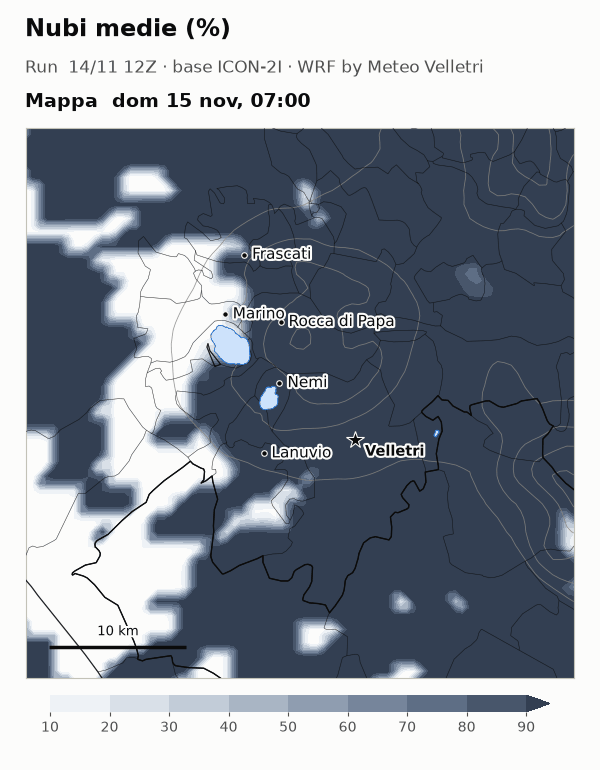 Nubi medie (%)
Run  14/11 12Z · base ICON-2I · WRF by Meteo Velletri
Mappa  dom 15 nov, 07:00
Frascati
Marino
Rocca di Papa
Nemi
Velletri
Lanuvio
10 km
10 20 30 40 50 60 70 80 90